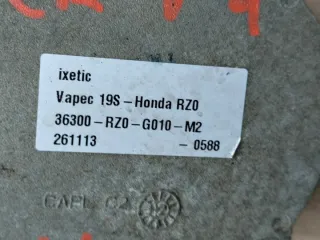 ixetic
Vapec 19S – Honda RZ0
36300 – RZ0 – G010 – M2
261113 – 0588